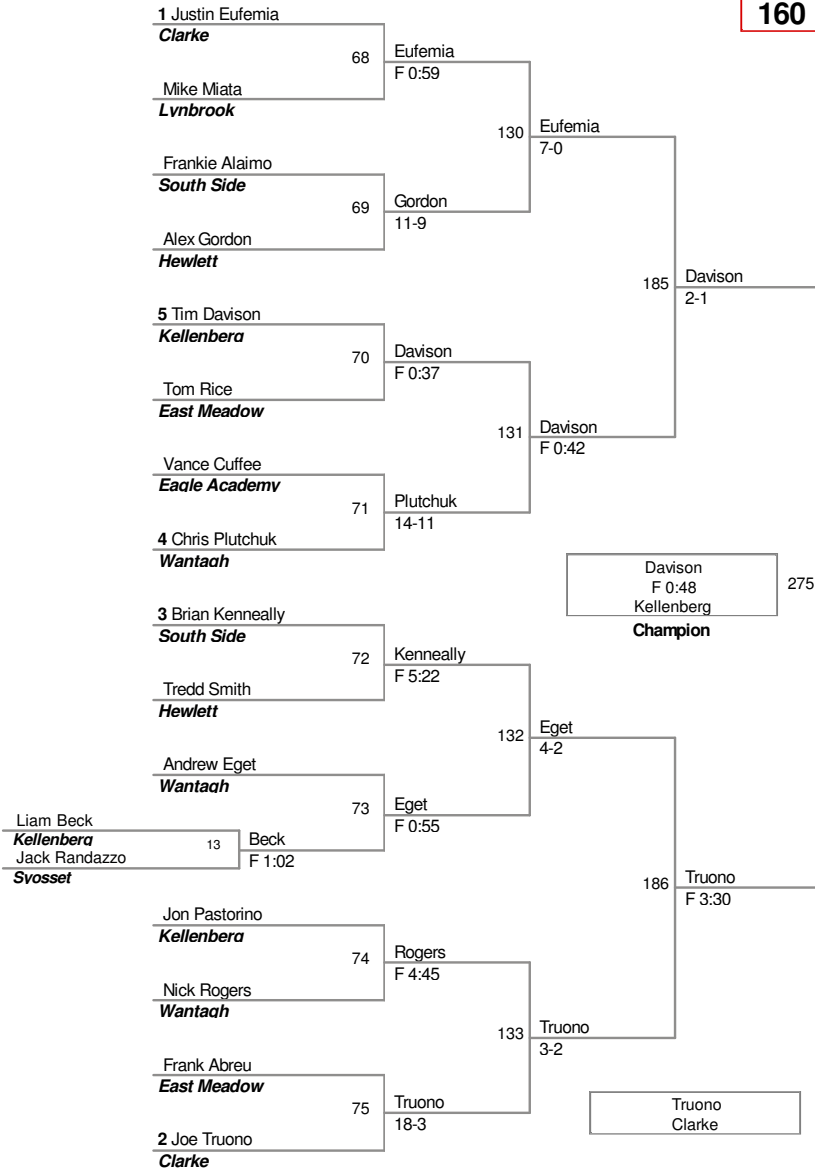 160
1 Justin Eufemia
Clarke
68
Eufemia
F 0:59
Mike Miata
Lynbrook
130
Eufemia
7-0
Frankie Alaimo
South Side
69
Gordon
11-9
Alex Gordon
Hewlett
185
Davison
2-1
5 Tim Davison
Kellenberg
70
Davison
F 0:37
Tom Rice
East Meadow
131
Davison
F 0:42
Vance Cuffee
Eagle Academy
71
Plutchuk
14-11
4 Chris Plutchuk
Wantagh
Davison
F 0:48
Kellenberg
275
Champion
3 Brian Kenneally
South Side
72
Kenneally
F 5:22
Tredd Smith
Hewlett
132
Eget
4-2
Andrew Eget
Wantagh
73
Eget
F 0:55
Liam Beck
Kellenberg
13
Beck
F 1:02
Jack Randazzo
Syosset
186
Truono
F 3:30
Jon Pastorino
Kellenberg
74
Rogers
F 4:45
Nick Rogers
Wantagh
133
Truono
3-2
Frank Abreu
East Meadow
75
Truono
18-3
2 Joe Truono
Clarke
Truono
Clarke